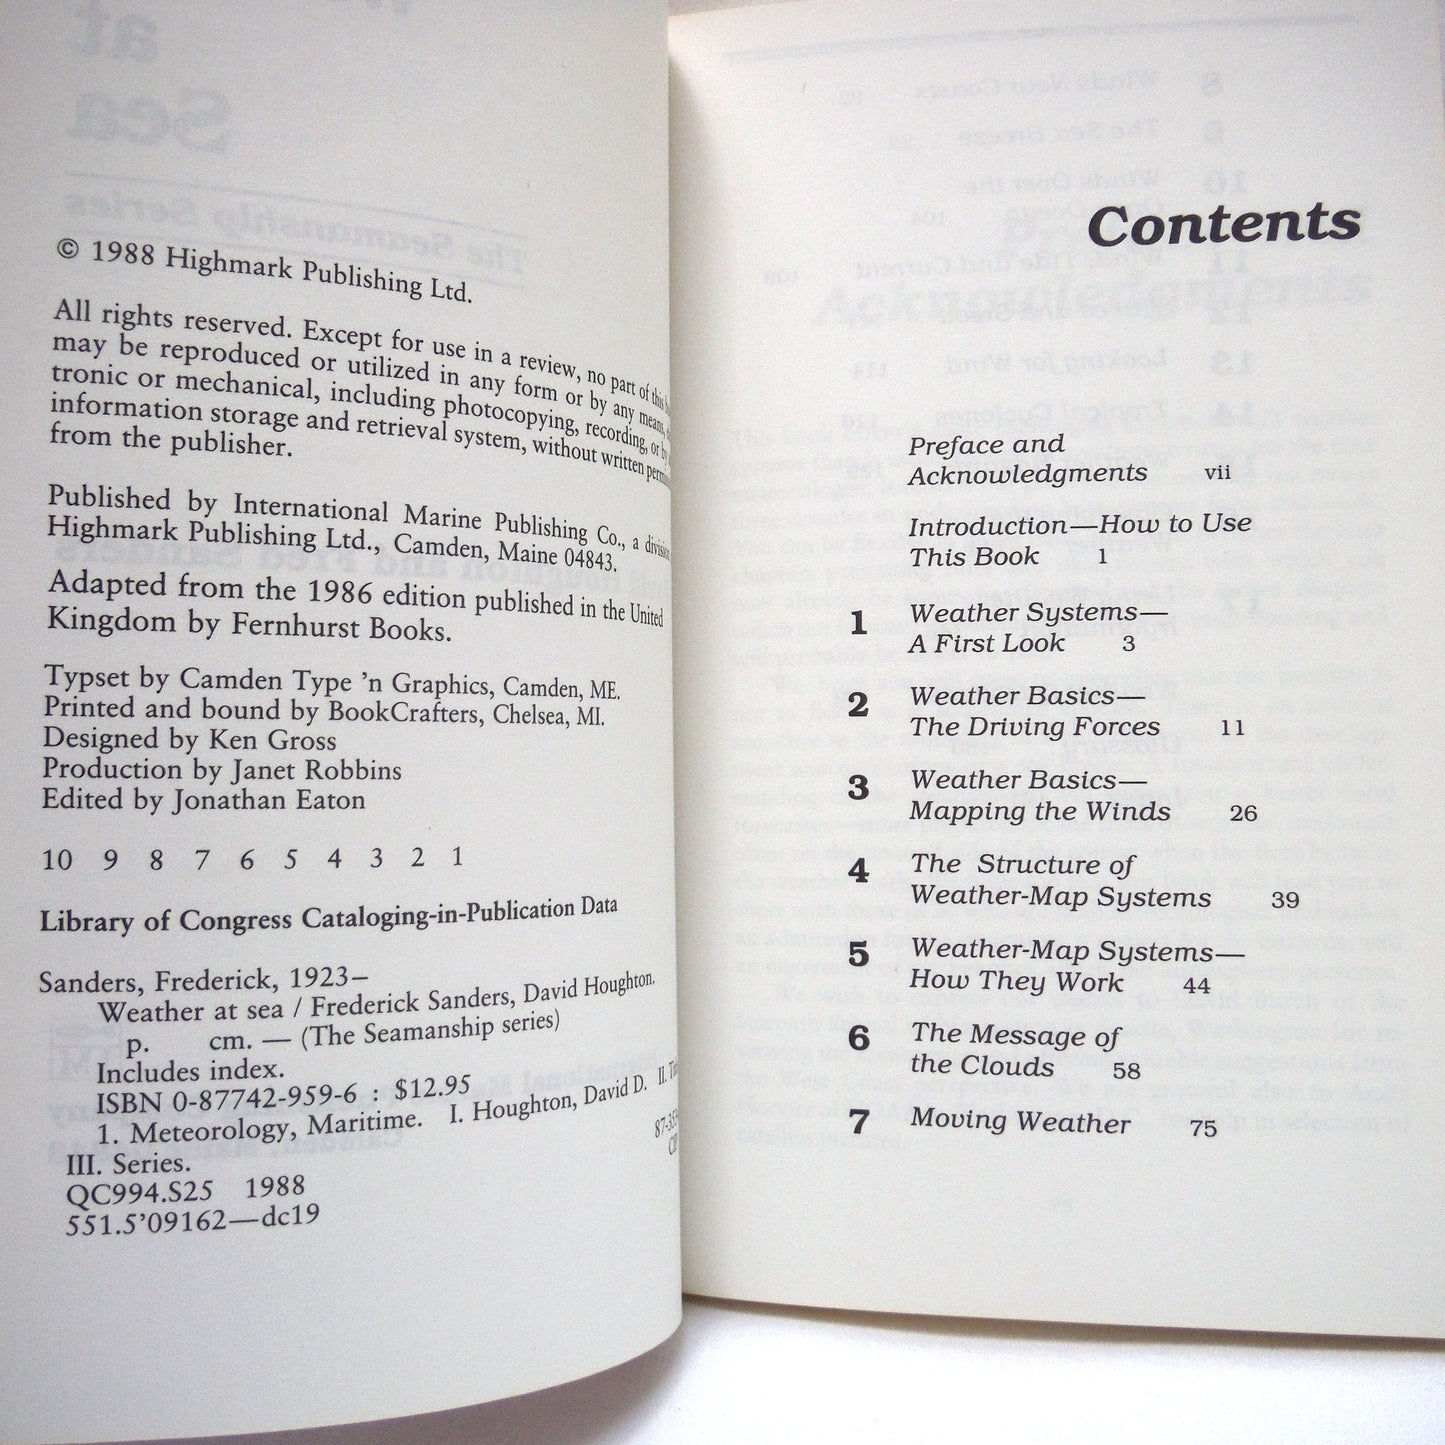 © 1988 Highmark Publishing Ltd.
All rights reserved. Except for use in a review, no part of this
may be reproduced or utilized in any form or by any means,
tronic or mechanical, including photocopying, recording, or by
information storage and retrieval system, without written
from the publisher.
Published by International Marine Publishing Co., a division
Highmark Publishing Ltd., Camden, Maine 04843.
Adapted from the 1986 edition published in the United
Kingdom by Fernhurst Books.
Typset by Camden Type 'n Graphics, Camden, ME.
Printed and bound by BookCrafters, Chelsea, MI.
Designed by Ken Gross
Production by Janet Robbins
Edited by Jonathan Eaton
10 9 8 7 6 5 4 3 2 1
Library of Congress Cataloging-in-Publication Data
Sanders, Frederick, 1923–
Weather at sea / Frederick Sanders, David Houghton.
p. cm. — (The Seamanship series)
Includes index.
ISBN 0-87742-959-6 : $12.95
1. Meteorology, Maritime. I. Houghton, David D. II.
III. Series.
QC994.S25 1988
551.5'09162—dc19
Contents
Preface and
Acknowledgments vii
Introduction—How to Use
This Book 1
1 Weather Systems—
A First Look 3
2 Weather Basics—
The Driving Forces 11
3 Weather Basics—
Mapping the Winds 26
4 The Structure of
Weather-Map Systems 39
5 Weather-Map Systems—
How They Work 44
6 The Message of
the Clouds 58
7 Moving Weather 75